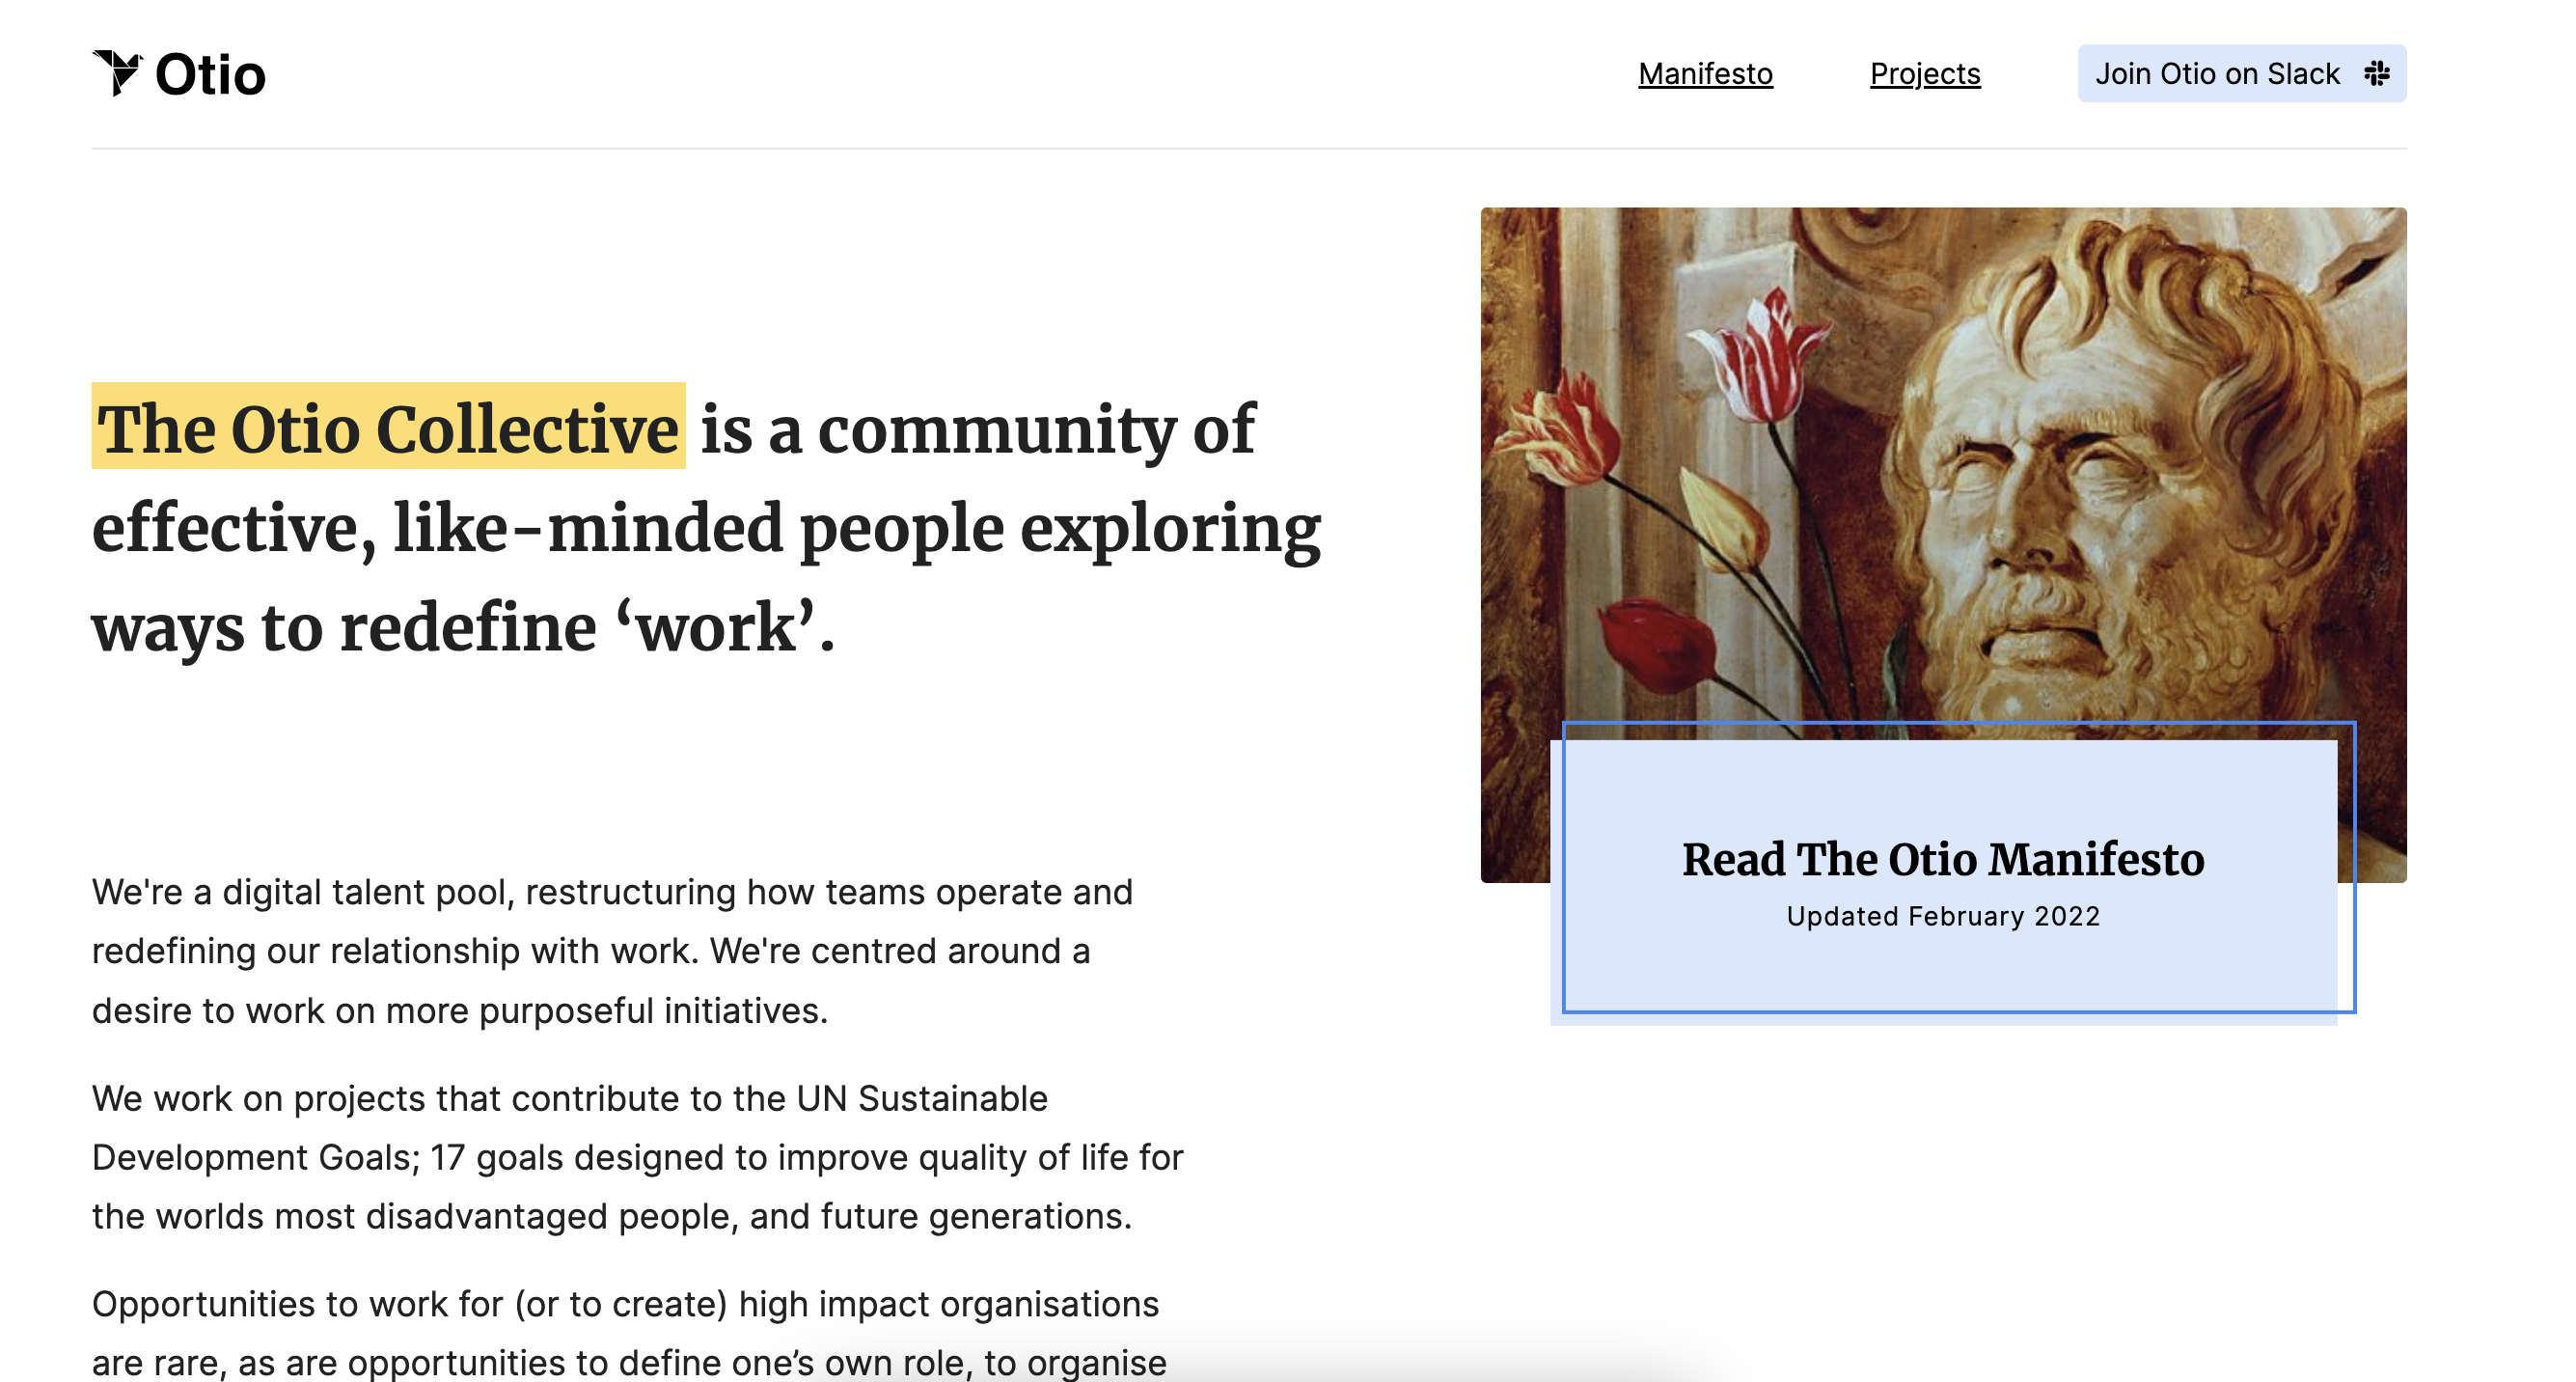 Otio
Manifesto
Projects
Join Otio on Slack
The Otio Collective is a community of
effective, like-minded people exploring
ways to redefine ‘work’.
We're a digital talent pool, restructuring how teams operate and
redefining our relationship with work. We're centred around a
desire to work on more purposeful initiatives.
We work on projects that contribute to the UN Sustainable
Development Goals; 17 goals designed to improve quality of life for
the worlds most disadvantaged people, and future generations.
Opportunities to work for (or to create) high impact organisations
are rare, as are opportunities to define one’s own role, to organise
Read The Otio Manifesto
Updated February 2022